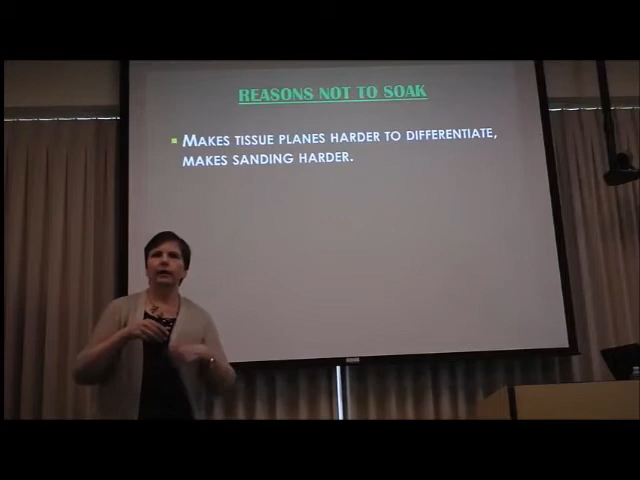 REASONS NOT TO SOAK
MAKES TISSUE PLANES HARDER TO DIFFERENTIATE,
MAKES SANDING HARDER.